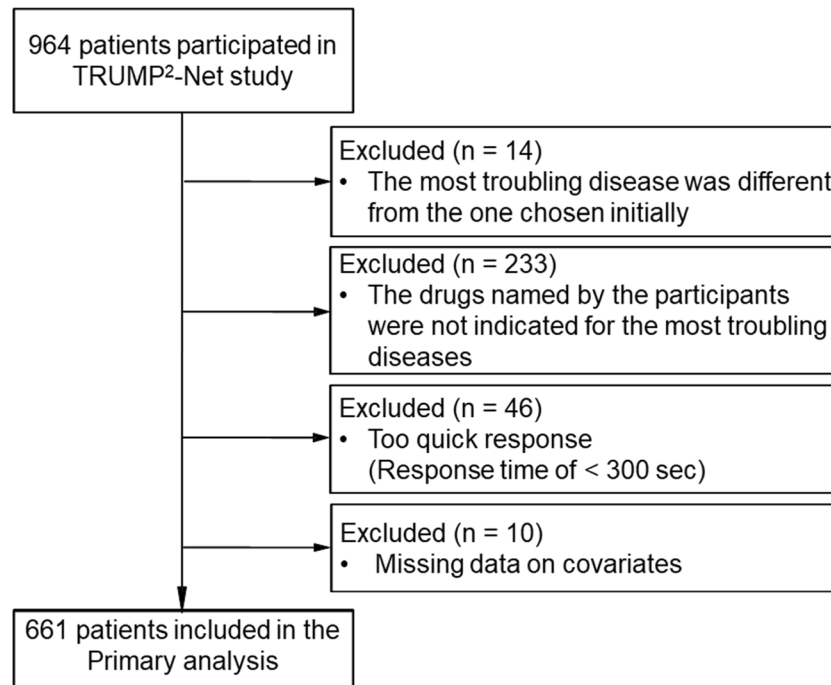 964 patients participated in
TRUMP²-Net study
Excluded (n = 14)
• The most troubling disease was different
from the one chosen initially
Excluded (n = 233)
• The drugs named by the participants
were not indicated for the most troubling
diseases
Excluded (n = 46)
• Too quick response
(Response time of < 300 sec)
Excluded (n = 10)
• Missing data on covariates
661 patients included in the
Primary analysis